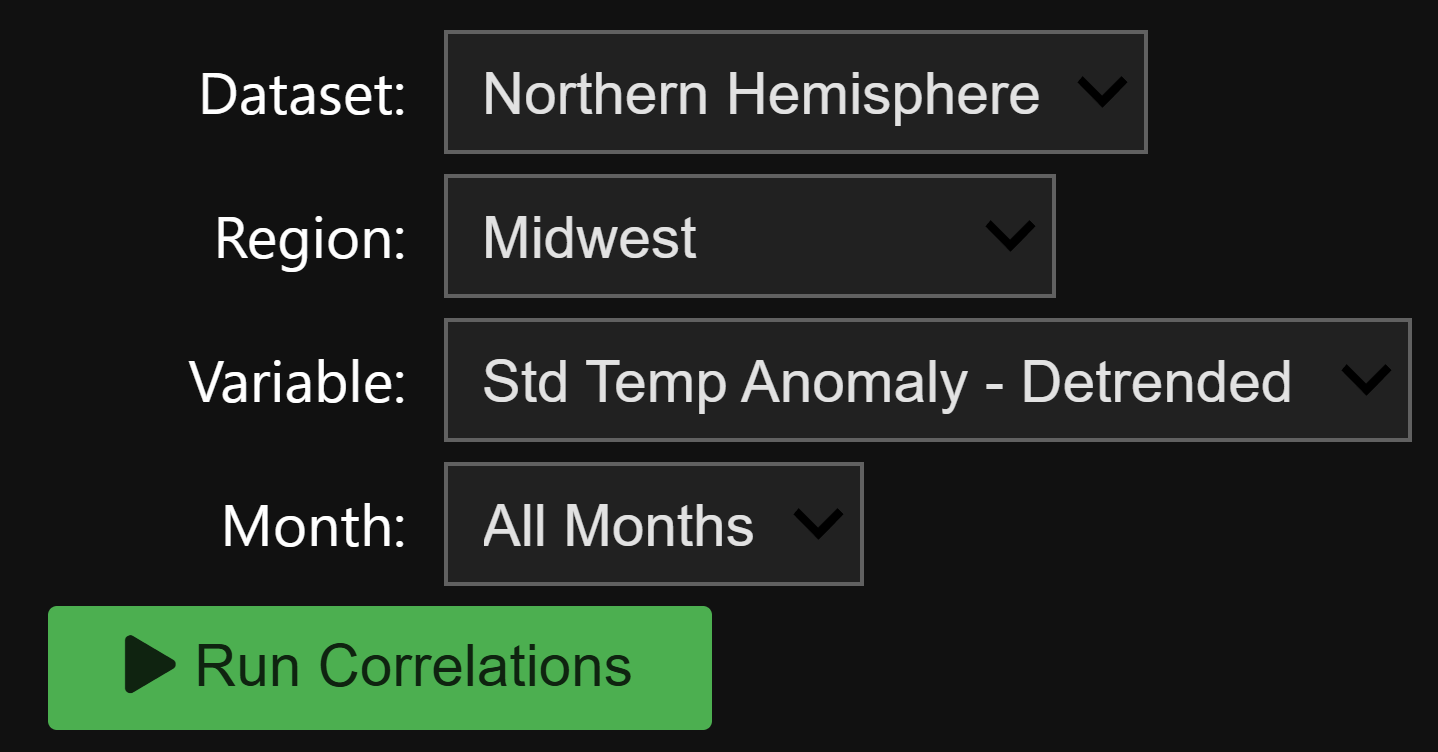 Dataset: Northern Hemisphere
Region: Midwest
Variable: Std Temp Anomaly - Detrended
Month: All Months
Run Correlations